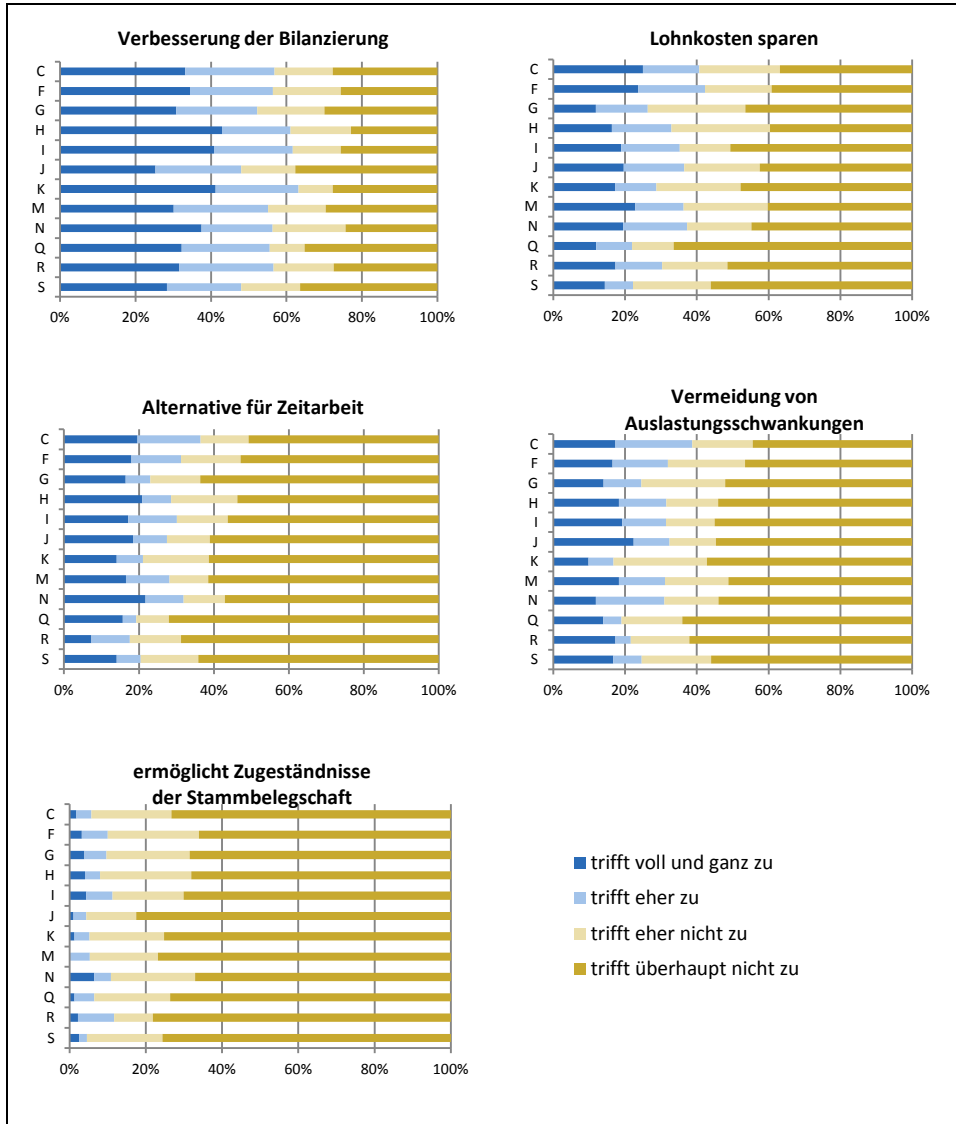 Verbesserung der Bilanzierung
C
F
G
H
I
J
K
M
N
Q
R
S
0% 20% 40% 60% 80% 100%
Lohnkosten sparen
C
F
G
H
I
J
K
M
N
Q
R
S
0% 20% 40% 60% 80% 100%
Alternative für Zeitarbeit
C
F
G
H
I
J
K
M
N
Q
R
S
0% 20% 40% 60% 80% 100%
Vermeidung von
Auslastungsschwankungen
C
F
G
H
I
J
K
M
N
Q
R
S
0% 20% 40% 60% 80% 100%
ermöglicht Zugeständnisse
der Stammbelegschaft
C
F
G
H
I
J
K
M
N
Q
R
S
0% 20% 40% 60% 80% 100%
trifft voll und ganz zu
trifft eher zu
trifft eher nicht zu
trifft überhaupt nicht zu